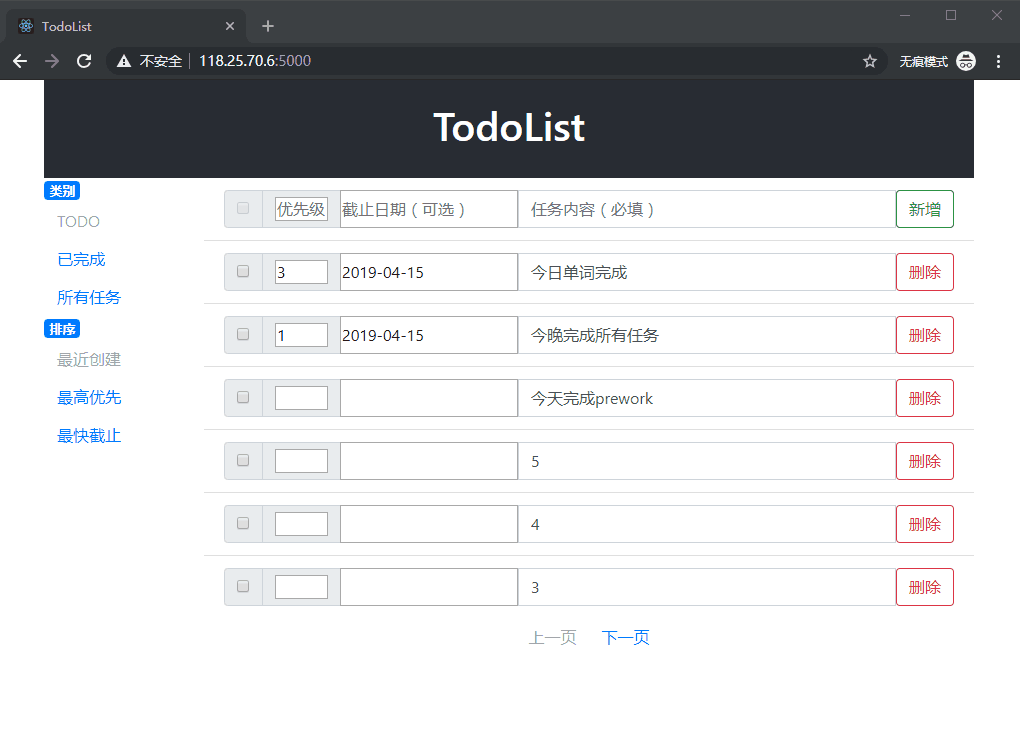 TodoList
不安全 118.25.70.6:5000 无痕模式
TodoList
类别
TODO
已完成
所有任务
排序
最近创建
最高优先
最快截止
优先级 截止日期（可选） 任务内容（必填） 新增
3 2019-04-15 今日单词完成 删除
1 2019-04-15 今晚完成所有任务 删除
今天完成prework 删除
5 删除
4 删除
3 删除
上一页 下一页